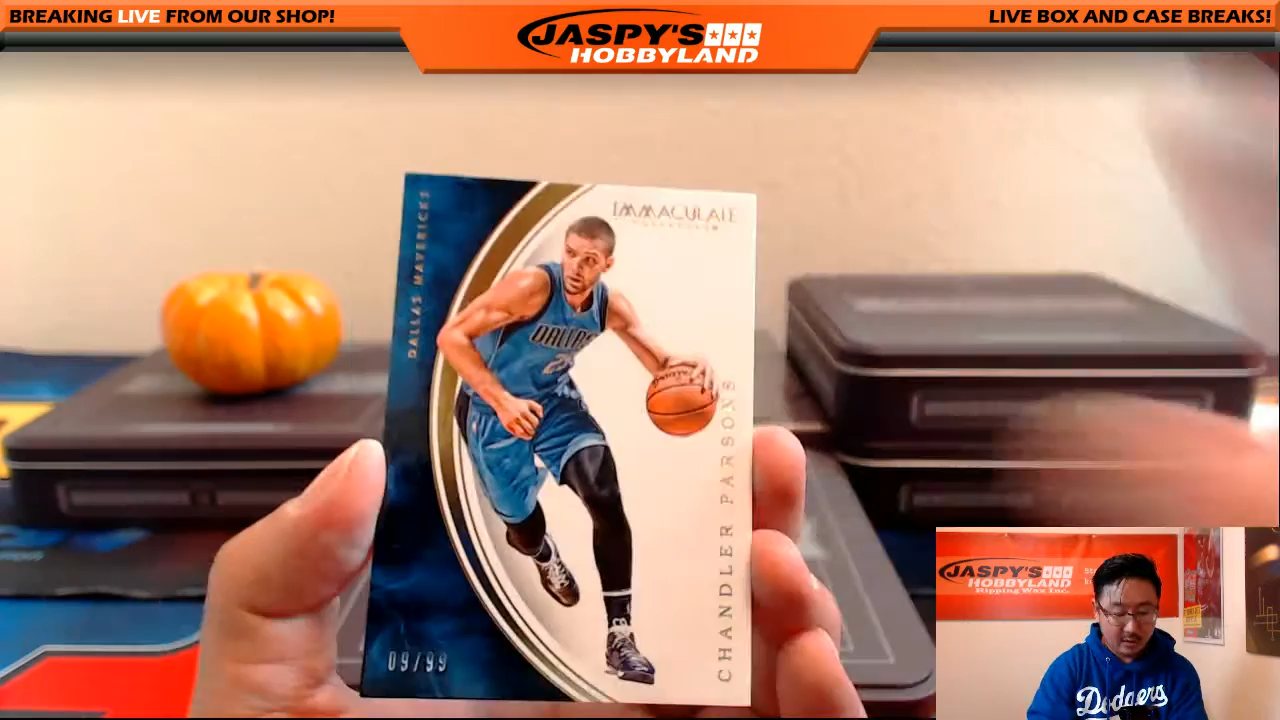 BREAKING LIVE FROM OUR SHOP!
JASPY'S
HOBBYLAND
LIVE BOX AND CASE BREAKS!
IMMACULATE
COLLECTION
DALLAS MAVERICKS
DALLAS
CHANDLER PARSONS
09/99
JASPY'S
HOBBYLAND
Ripping Wax Inc.
Dodgers